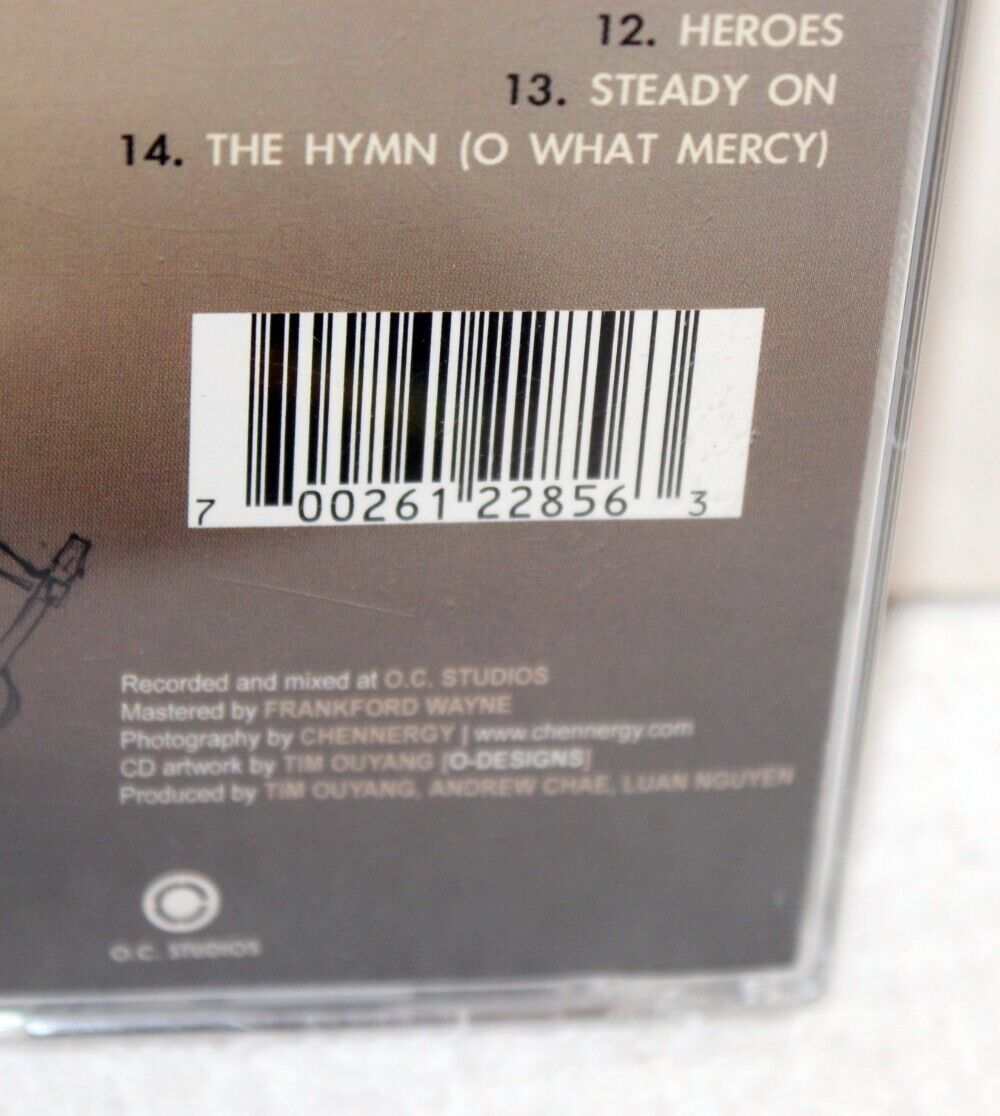 12. HEROES
13. STEADY ON
14. THE HYMN (O WHAT MERCY)
7 00261 22856 3
Recorded and mixed at O.C. STUDIOS
Mastered by FRANKFORD WAYNE
Photography by CHENNERGY | www.chennergy.com
CD artwork by TIM OUYANG [O-DESIGNS]
Produced by TIM OUYANG, ANDREW CHAE, LUAN NGUYEN
O.C. STUDIOS